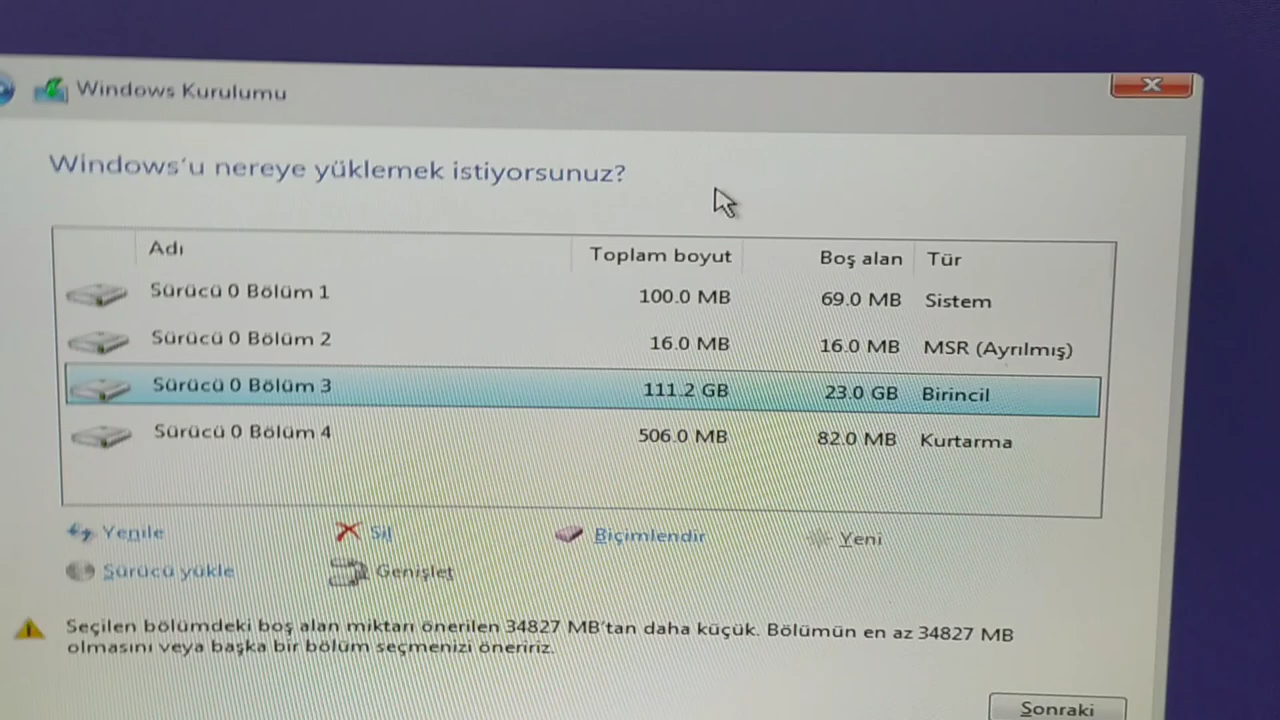 Windows Kurulumu
Windows'u nereye yüklemek istiyorsunuz?
Adı Toplam boyut Boş alan Tür
Sürücü 0 Bölüm 1 100.0 MB 69.0 MB Sistem
Sürücü 0 Bölüm 2 16.0 MB 16.0 MB MSR (Ayrılmış)
Sürücü 0 Bölüm 3 111.2 GB 23.0 GB Birincil
Sürücü 0 Bölüm 4 506.0 MB 82.0 MB Kurtarma
Yenile Sil Biçimlendir Yeni
Sürücü yükle Genişlet
Seçilen bölümdeki boş alan miktarı önerilen 34827 MB'tan daha küçük. Bölümün en az 34827 MB
olmasını veya başka bir bölüm seçmenizi öneririz.
Sonraki